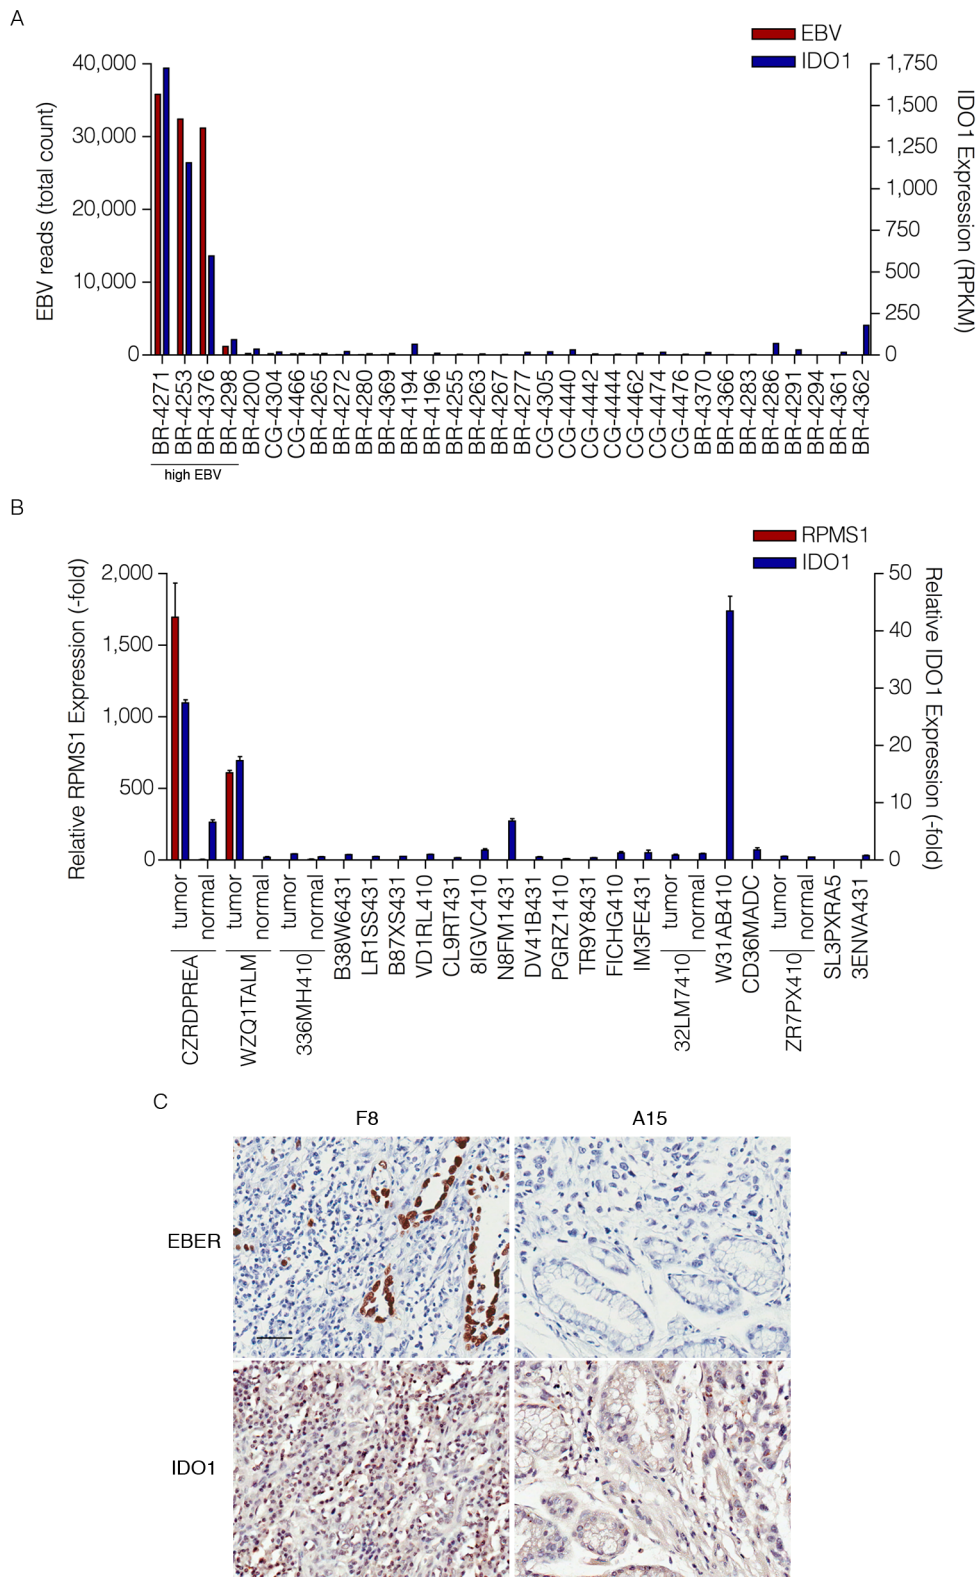 A
EBV
IDO1
EBV reads (total count)
40,000
30,000
20,000
10,000
0
1,750
1,500
1,250
1,000
750
500
250
0
IDO1 Expression (RPKM)
BR-4271
BR-4253
BR-4376
BR-4298
BR-4200
CG-4304
CG-4466
BR-4265
BR-4272
BR-4280
BR-4369
BR-4194
BR-4196
BR-4255
BR-4263
BR-4267
BR-4277
CG-4305
CG-4440
CG-4442
CG-4444
CG-4462
CG-4474
CG-4476
BR-4370
BR-4366
BR-4283
BR-4286
BR-4291
BR-4294
BR-4361
BR-4362
high EBV
B
RPMS1
IDO1
Relative RPMS1 Expression (-fold)
2,000
1,500
1,000
500
0
50
40
30
20
10
0
Relative IDO1 Expression (-fold)
tumor
normal
tumor
normal
tumor
normal
B38W6431
LR1SS431
B87XS431
VD1RL410
CL9RT431
8IGVC410
N8FM1431
DV41B431
PGRZ1410
TR9Y8431
FICHG410
IM3FE431
tumor
normal
W31AB410
CD36MADC
tumor
normal
SL3PXRA5
3ENVA431
CZRDPREA
WZQ1TALM
336MH410
32LM7410
ZR7PX410
C
F8
A15
EBER
IDO1